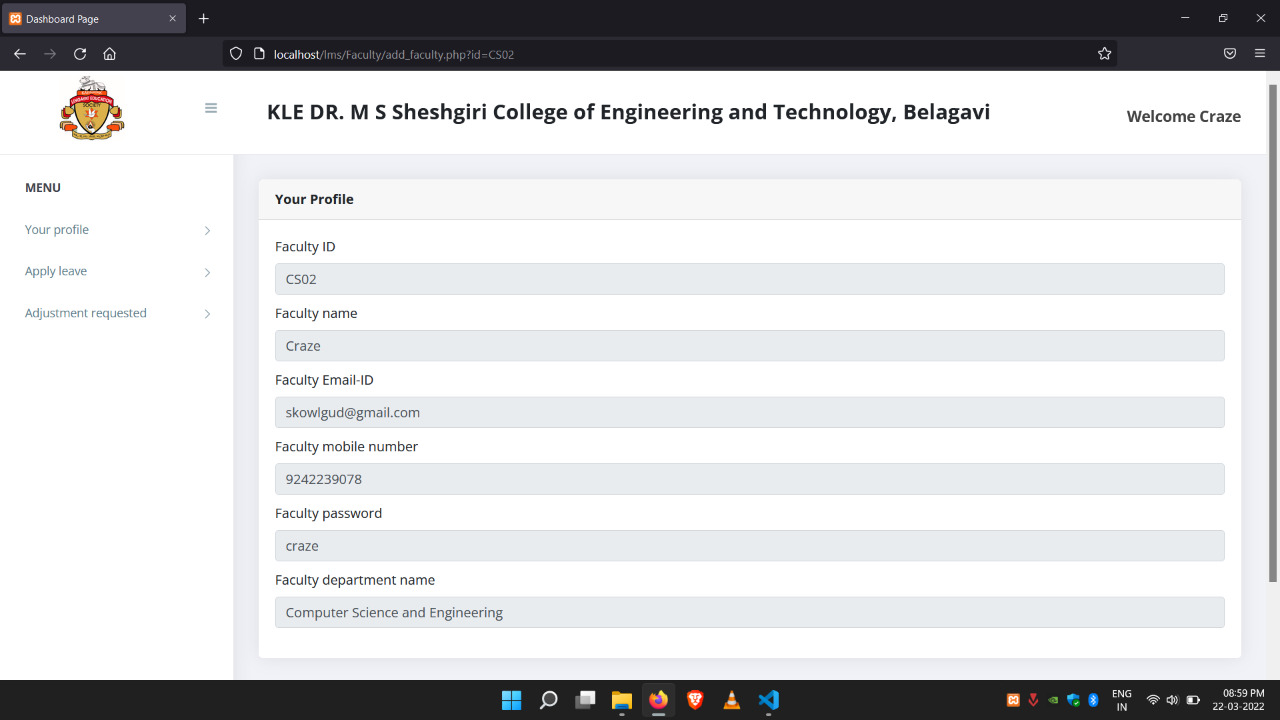 Dashboard Page
localhost/lms/Faculty/add_faculty.php?id=CS02
KLE DR. M S Sheshgiri College of Engineering and Technology, Belagavi
Welcome Craze
MENU
Your profile
Apply leave
Adjustment requested
Your Profile
Faculty ID
CS02
Faculty name
Craze
Faculty Email-ID
skowlgud@gmail.com
Faculty mobile number
9242239078
Faculty password
craze
Faculty department name
Computer Science and Engineering
ENG
IN
08:59 PM
22-03-2022